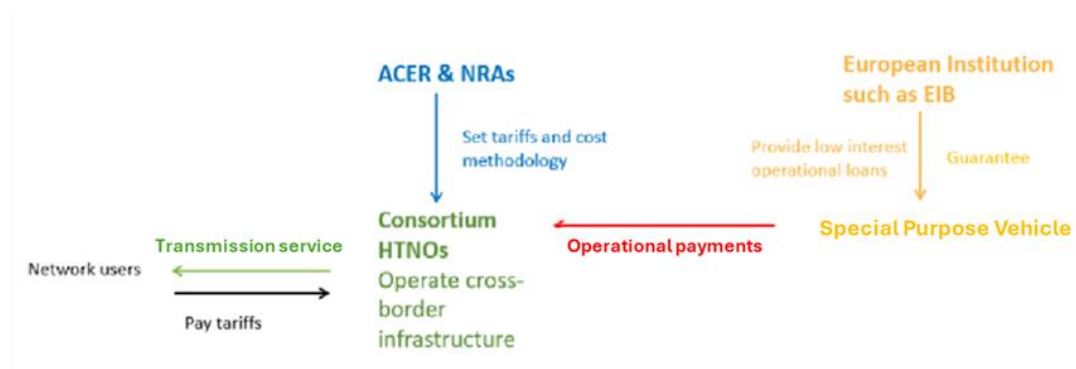 ACER & NRAs
European Institution
such as EIB
Set tariffs and cost
methodology
Provide low interest
operational loans
Guarantee
Consortium
HTNOs
Operate cross-
border
infrastructure
Operational payments
Special Purpose Vehicle
Transmission service
Network users
Pay tariffs